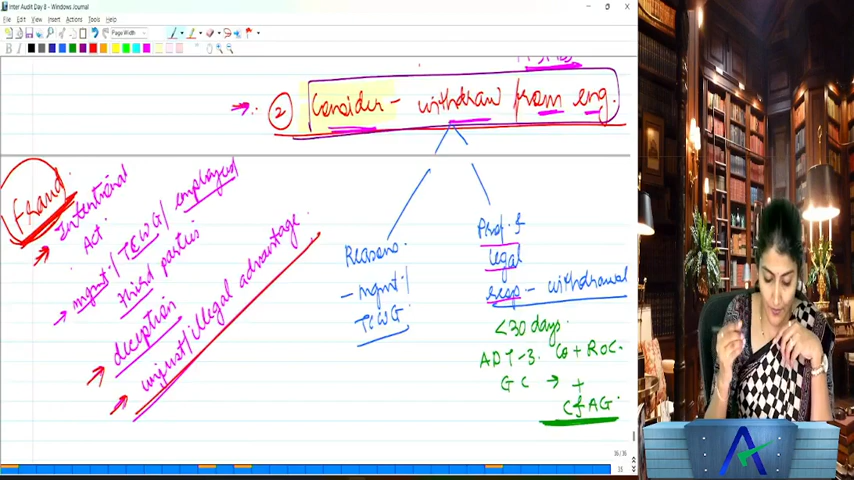 Inter Audit Day 8 - Windows Journal
File Edit View Insert Actions Tools Help
Page Width
② Consider - withdraw from eng.
Fraud
Intentional
Act.
mgmt./TCWG/employees
third parties
deception
unjust/illegal advantage.
Reasons.
- mgmt/
TCWG.
Prof. &
legal
resp - withdrawal
<30 days.
ADT-3. Co + ROC.
GC → +
C&AG.